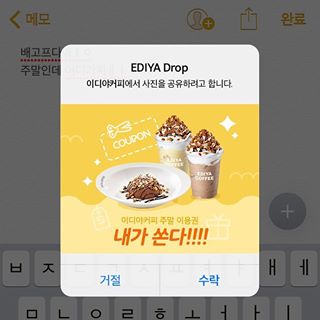 메모
완료
배고프다
주말인데
EDIYA Drop
이디야커피에서 사진을 공유하려고 합니다.
COUPON
EDIYA
COFFEE
EDIYA
COFFEE
이디야커피 주말 이용권
내가 쏜다!!!!
거절
수락
ㅂ ㅈ ㅐ ㅔ
ㅁ ㄴ ㅇ ㄹ ㅎ ㅗ ㅓ ㅏ ㅣ